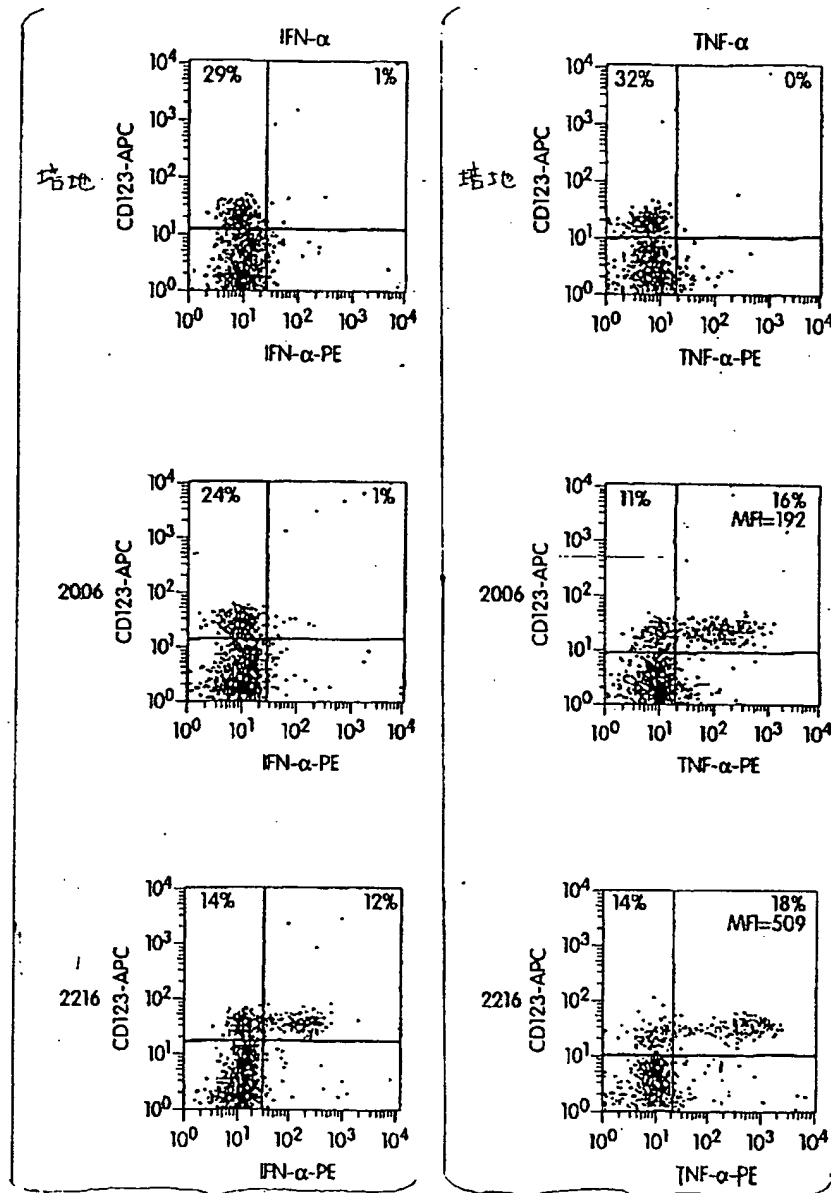 IFN-α
29% 1%
培地
CD123-APC
10⁴
10³
10²
10¹
10⁰
10⁰ 10¹ 10² 10³ 10⁴
IFN-α-PE
24% 1%
2006
CD123-APC
10⁴
10³
10²
10¹
10⁰
10⁰ 10¹ 10² 10³ 10⁴
IFN-α-PE
14% 12%
2216
CD123-APC
10⁴
10³
10²
10¹
10⁰
10⁰ 10¹ 10² 10³ 10⁴
IFN-α-PE
TNF-α
32% 0%
培地
CD123-APC
10⁴
10³
10²
10¹
10⁰
10⁰ 10¹ 10² 10³ 10⁴
TNF-α-PE
11% 16%
MFI=192
2006
CD123-APC
10⁴
10³
10²
10¹
10⁰
10⁰ 10¹ 10² 10³ 10⁴
TNF-α-PE
14% 18%
MFI=509
2216
CD123-APC
10⁴
10³
10²
10¹
10⁰
10⁰ 10¹ 10² 10³ 10⁴
TNF-α-PE